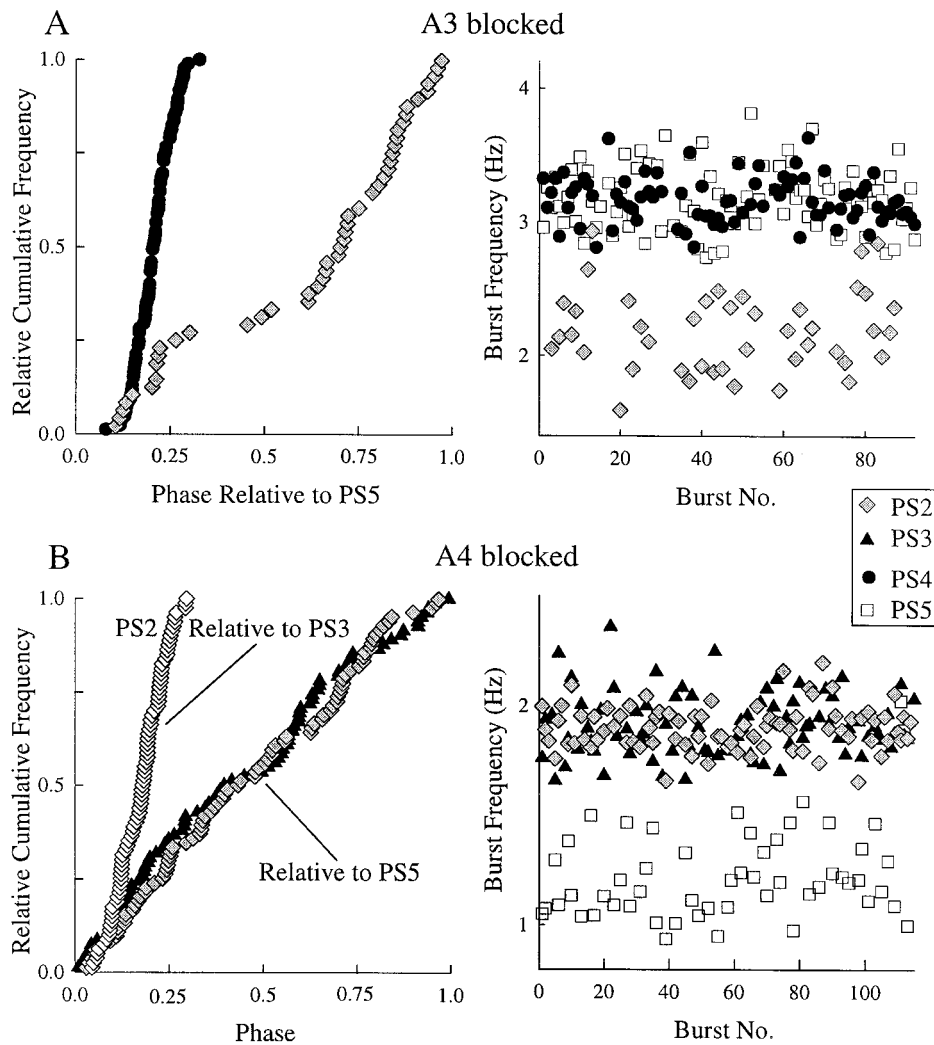 A
A3 blocked
Relative Cumulative Frequency
1.0
0.5
0.0
0.0
0.25
0.5
0.75
1.0
Phase Relative to PS5
Burst Frequency (Hz)
4
3
2
0
20
40
60
80
Burst No.
PS2
PS3
PS4
PS5
B
A4 blocked
Relative Cumulative Frequency
1.0
0.5
0.0
PS2
Relative to PS3
Relative to PS5
0.0
0.25
0.5
0.75
1.0
Phase
Burst Frequency (Hz)
2
1
0
20
40
60
80
100
Burst No.